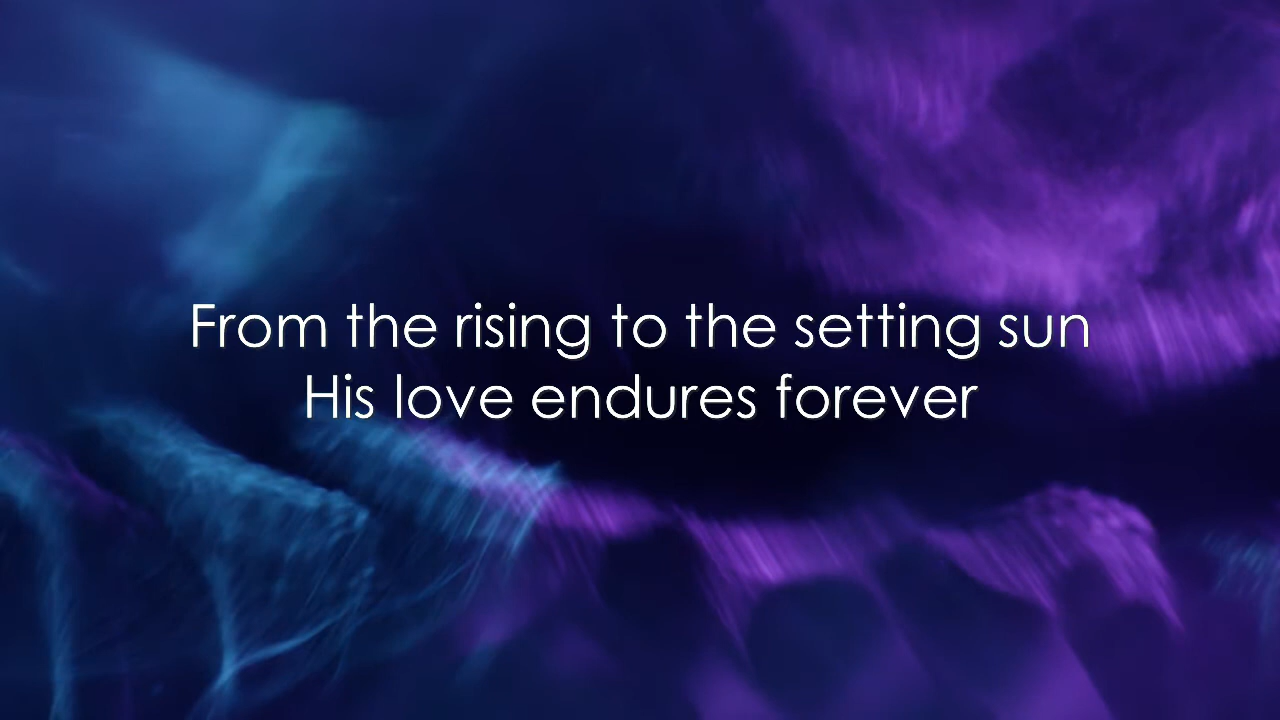 From the rising to the setting sun
His love endures forever